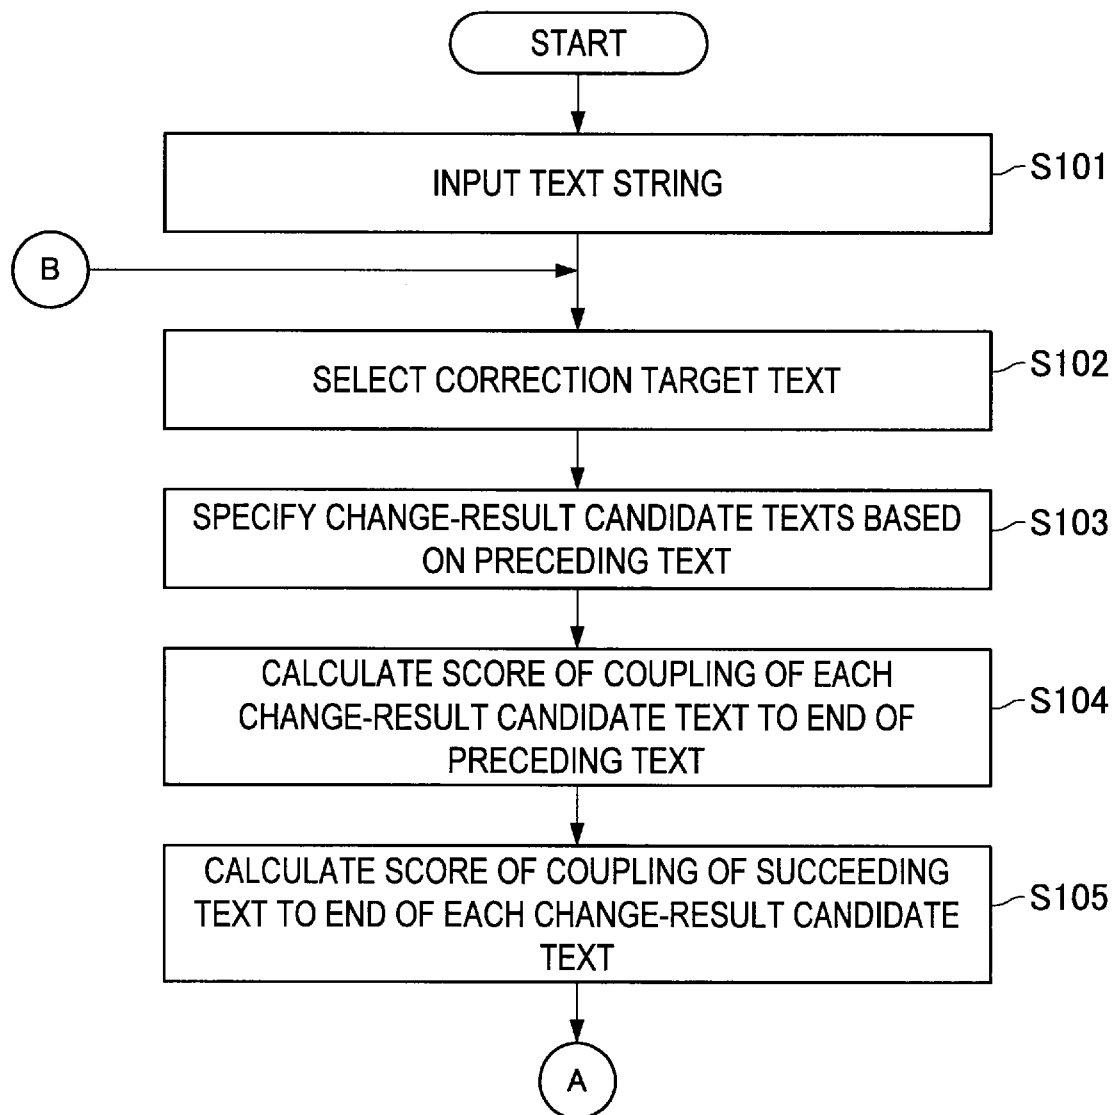 START
INPUT TEXT STRING
S101
B
SELECT CORRECTION TARGET TEXT
S102
SPECIFY CHANGE-RESULT CANDIDATE TEXTS BASED
ON PRECEDING TEXT
S103
CALCULATE SCORE OF COUPLING OF EACH
CHANGE-RESULT CANDIDATE TEXT TO END OF
PRECEDING TEXT
S104
CALCULATE SCORE OF COUPLING OF SUCCEEDING
TEXT TO END OF EACH CHANGE-RESULT CANDIDATE
TEXT
S105
A